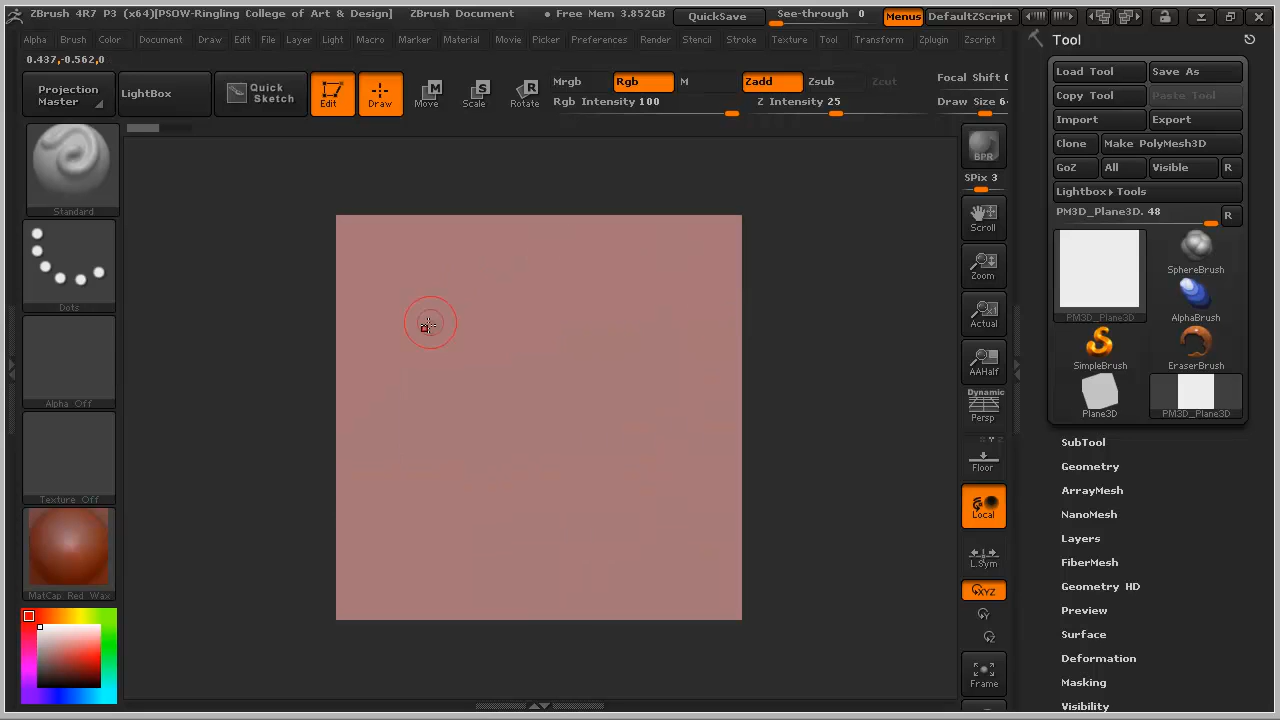 ZBrush 4R7 P3 (x64)[PSOW-Ringling College of Art & Design] ZBrush Document • Free Mem 3.852GB QuickSave See-through 0 Menus DefaultZScript
Alpha Brush Color Document Draw Edit File Layer Light Macro Marker Material Movie Picker Preferences Render Stencil Stroke Texture Tool Transform Zplugin Zscript
0.437,-0.562,0
Projection Master
LightBox
Quick Sketch
Edit
Draw
Move
Scale
Rotate
Mrgb Rgb M Zadd Zsub Zcut Focal Shift 0
Rgb Intensity 100 Z Intensity 25 Draw Size 6
Standard
Dots
Alpha Off
Texture Off
MatCap Red Wax
BPR
SPix 3
Scroll
Zoom
Actual
AAHalf
Dynamic
Persp
Floor
Local
L.Sym
XYZ
Y
Z
Frame
Tool
Load Tool Save As
Copy Tool Paste Tool
Import Export
Clone Make PolyMesh3D
GoZ All Visible R
Lightbox▸Tools
PM3D_Plane3D. 48 R
PM3D_Plane3D
SphereBrush
AlphaBrush
SimpleBrush
EraserBrush
Plane3D
PM3D_Plane3D
SubTool
Geometry
ArrayMesh
NanoMesh
Layers
FiberMesh
Geometry HD
Preview
Surface
Deformation
Masking
Visibility